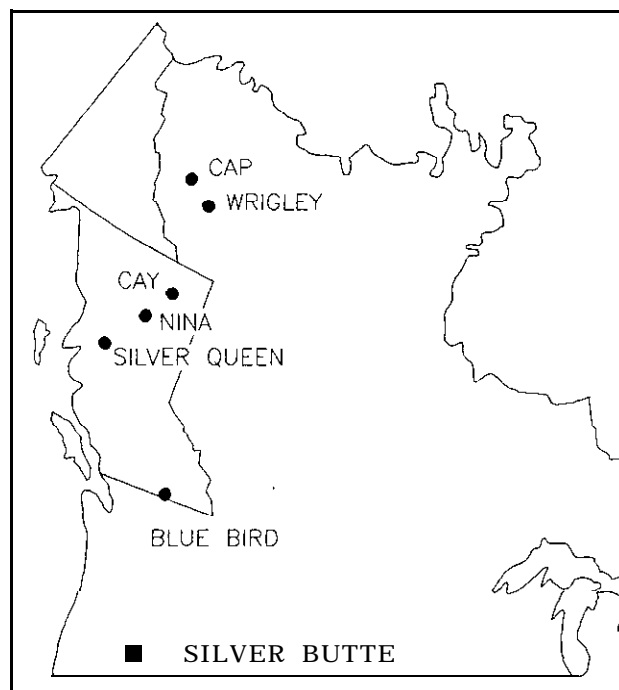 CAP
WRIGLEY
CAY
NINA
SILVER QUEEN
BLUE BIRD
SILVER BUTTE